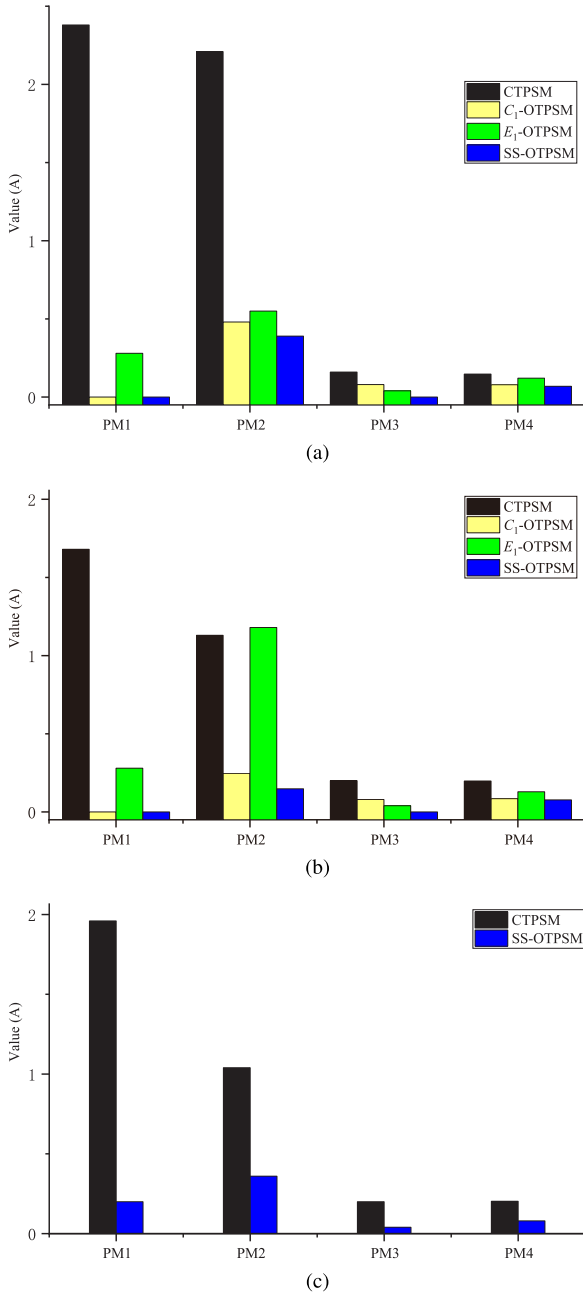 2
1
0
Value (A)
CTPSM
C₁-OTPSM
E₁-OTPSM
SS-OTPSM
PM1 PM2 PM3 PM4
(a)
2
1
0
Value (A)
CTPSM
C₁-OTPSM
E₁-OTPSM
SS-OTPSM
PM1 PM2 PM3 PM4
(b)
2
1
0
Value (A)
CTPSM
SS-OTPSM
PM1 PM2 PM3 PM4
(c)